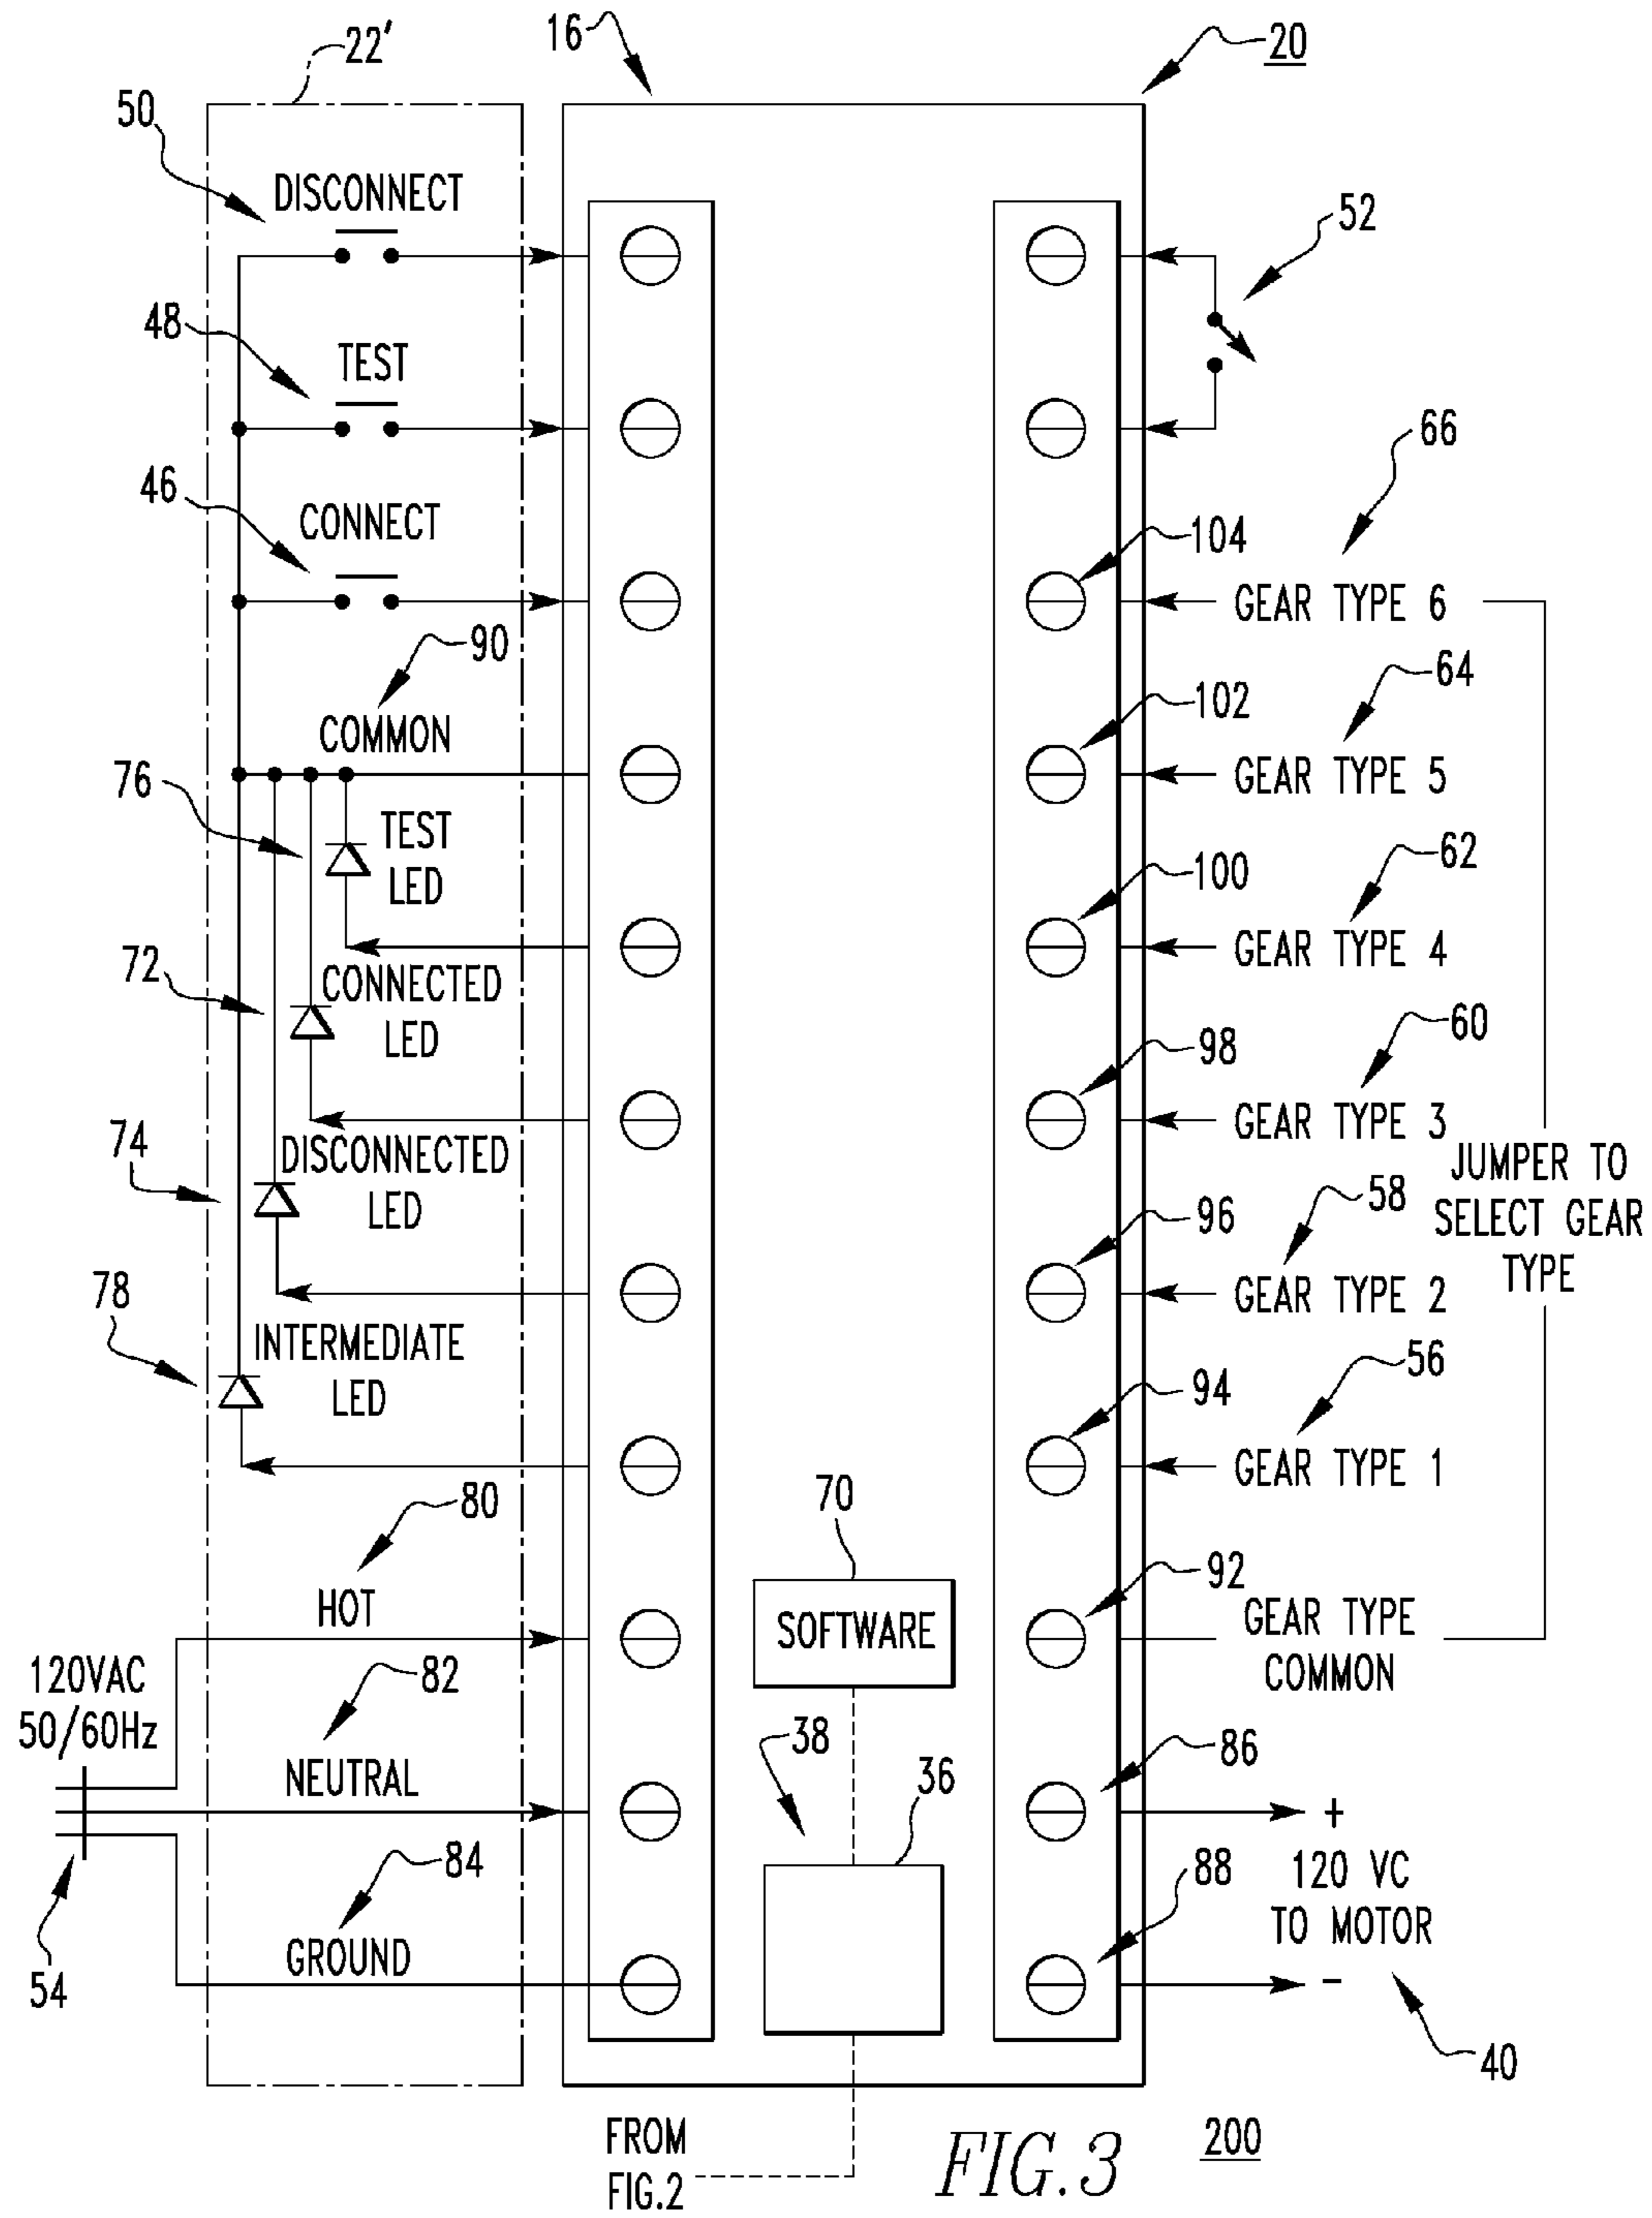 22'
16
20
50
DISCONNECT
52
48
TEST
66
46
CONNECT
104
GEAR TYPE 6
90
COMMON
64
102
76
GEAR TYPE 5
TEST
LED
62
100
72
CONNECTED
LED
GEAR TYPE 4
60
98
74
DISCONNECTED
LED
GEAR TYPE 3
JUMPER TO
SELECT GEAR
TYPE
58
96
78
GEAR TYPE 2
INTERMEDIATE
LED
56
94
GEAR TYPE 1
80
70
HOT
SOFTWARE
92
GEAR TYPE
COMMON
120VAC
50/60Hz
82
NEUTRAL
38
36
86
+
84
88
120 VC
TO MOTOR
54
GROUND
-
40
FROM
FIG.2
FIG.3
200